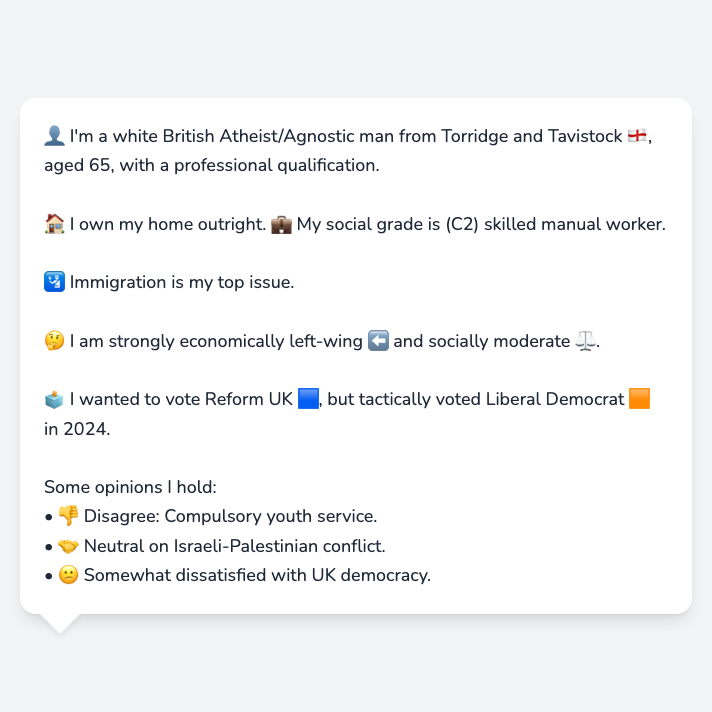 👤 I'm a white British Atheist/Agnostic man from Torridge and Tavistock 🏴󠁧󠁢󠁥󠁮󠁧󠁿,
aged 65, with a professional qualification.
🏠 I own my home outright. 💼 My social grade is (C2) skilled manual worker.
🛂 Immigration is my top issue.
🤔 I am strongly economically left-wing ⬅️ and socially moderate ⚖️.
🗳️ I wanted to vote Reform UK 🟦, but tactically voted Liberal Democrat 🟧
in 2024.
Some opinions I hold:
• 👎 Disagree: Compulsory youth service.
• 🤝 Neutral on Israeli-Palestinian conflict.
• 😕 Somewhat dissatisfied with UK democracy.